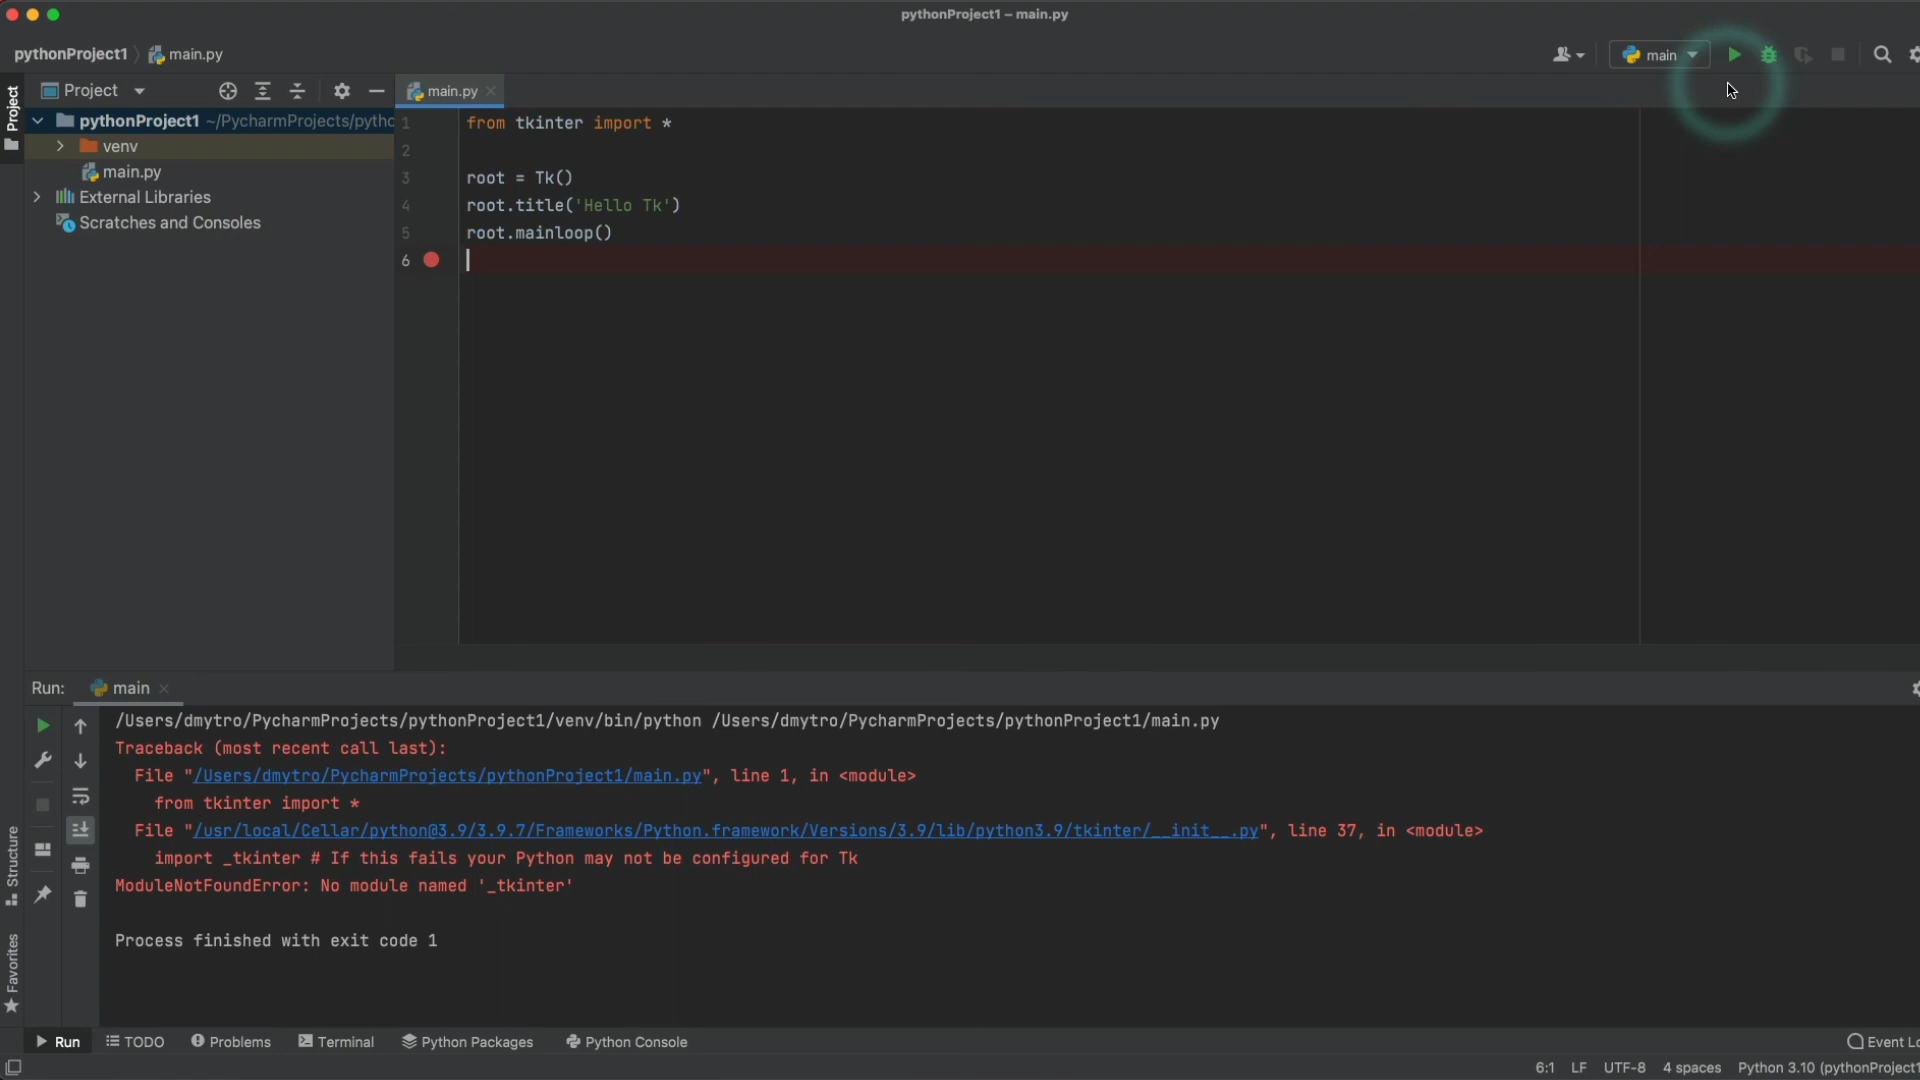 pythonProject1 – main.py
pythonProject1 main.py
main
Project
Project
main.py
pythonProject1 ~/PycharmProjects/pytho
venv
main.py
External Libraries
Scratches and Consoles
1 from tkinter import *
2
3 root = Tk()
4 root.title('Hello Tk')
5 root.mainloop()
6
Run: main
/Users/dmytro/PycharmProjects/pythonProject1/venv/bin/python /Users/dmytro/PycharmProjects/pythonProject1/main.py
Traceback (most recent call last):
File "/Users/dmytro/PycharmProjects/pythonProject1/main.py", line 1, in <module>
from tkinter import *
File "/usr/local/Cellar/python@3.9/3.9.7/Frameworks/Python.framework/Versions/3.9/lib/python3.9/tkinter/__init__.py", line 37, in <module>
import _tkinter # If this fails your Python may not be configured for Tk
ModuleNotFoundError: No module named '_tkinter'
Process finished with exit code 1
Structure
Favorites
Run TODO Problems Terminal Python Packages Python Console Event Lo
6:1 LF UTF-8 4 spaces Python 3.10 (pythonProject1